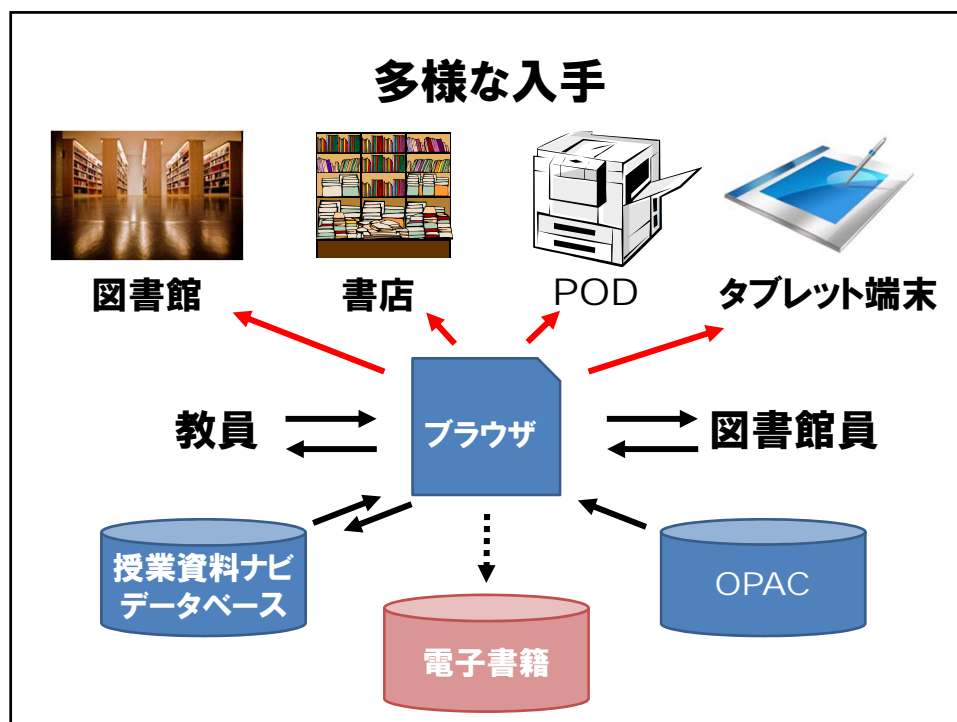 多様な入手
図書館
書店
POD
タブレット端末
教員
ブラウザ
図書館員
授業資料ナビ
データベース
OPAC
電子書籍